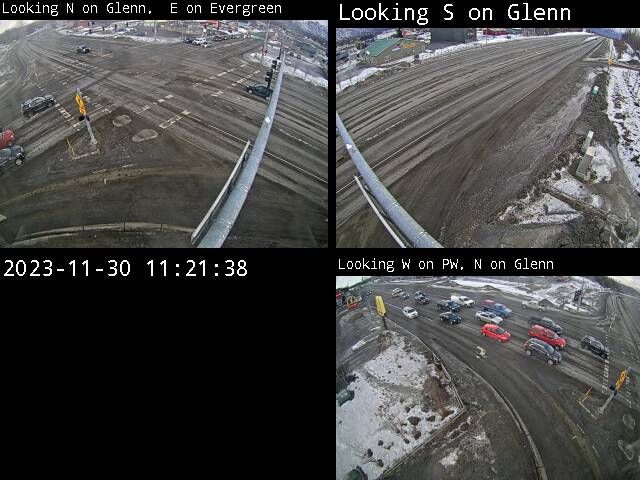 Looking N on Glenn,  E on Evergreen
Looking S on Glenn
2023-11-30 11:21:38
Looking W on PW, N on Glenn